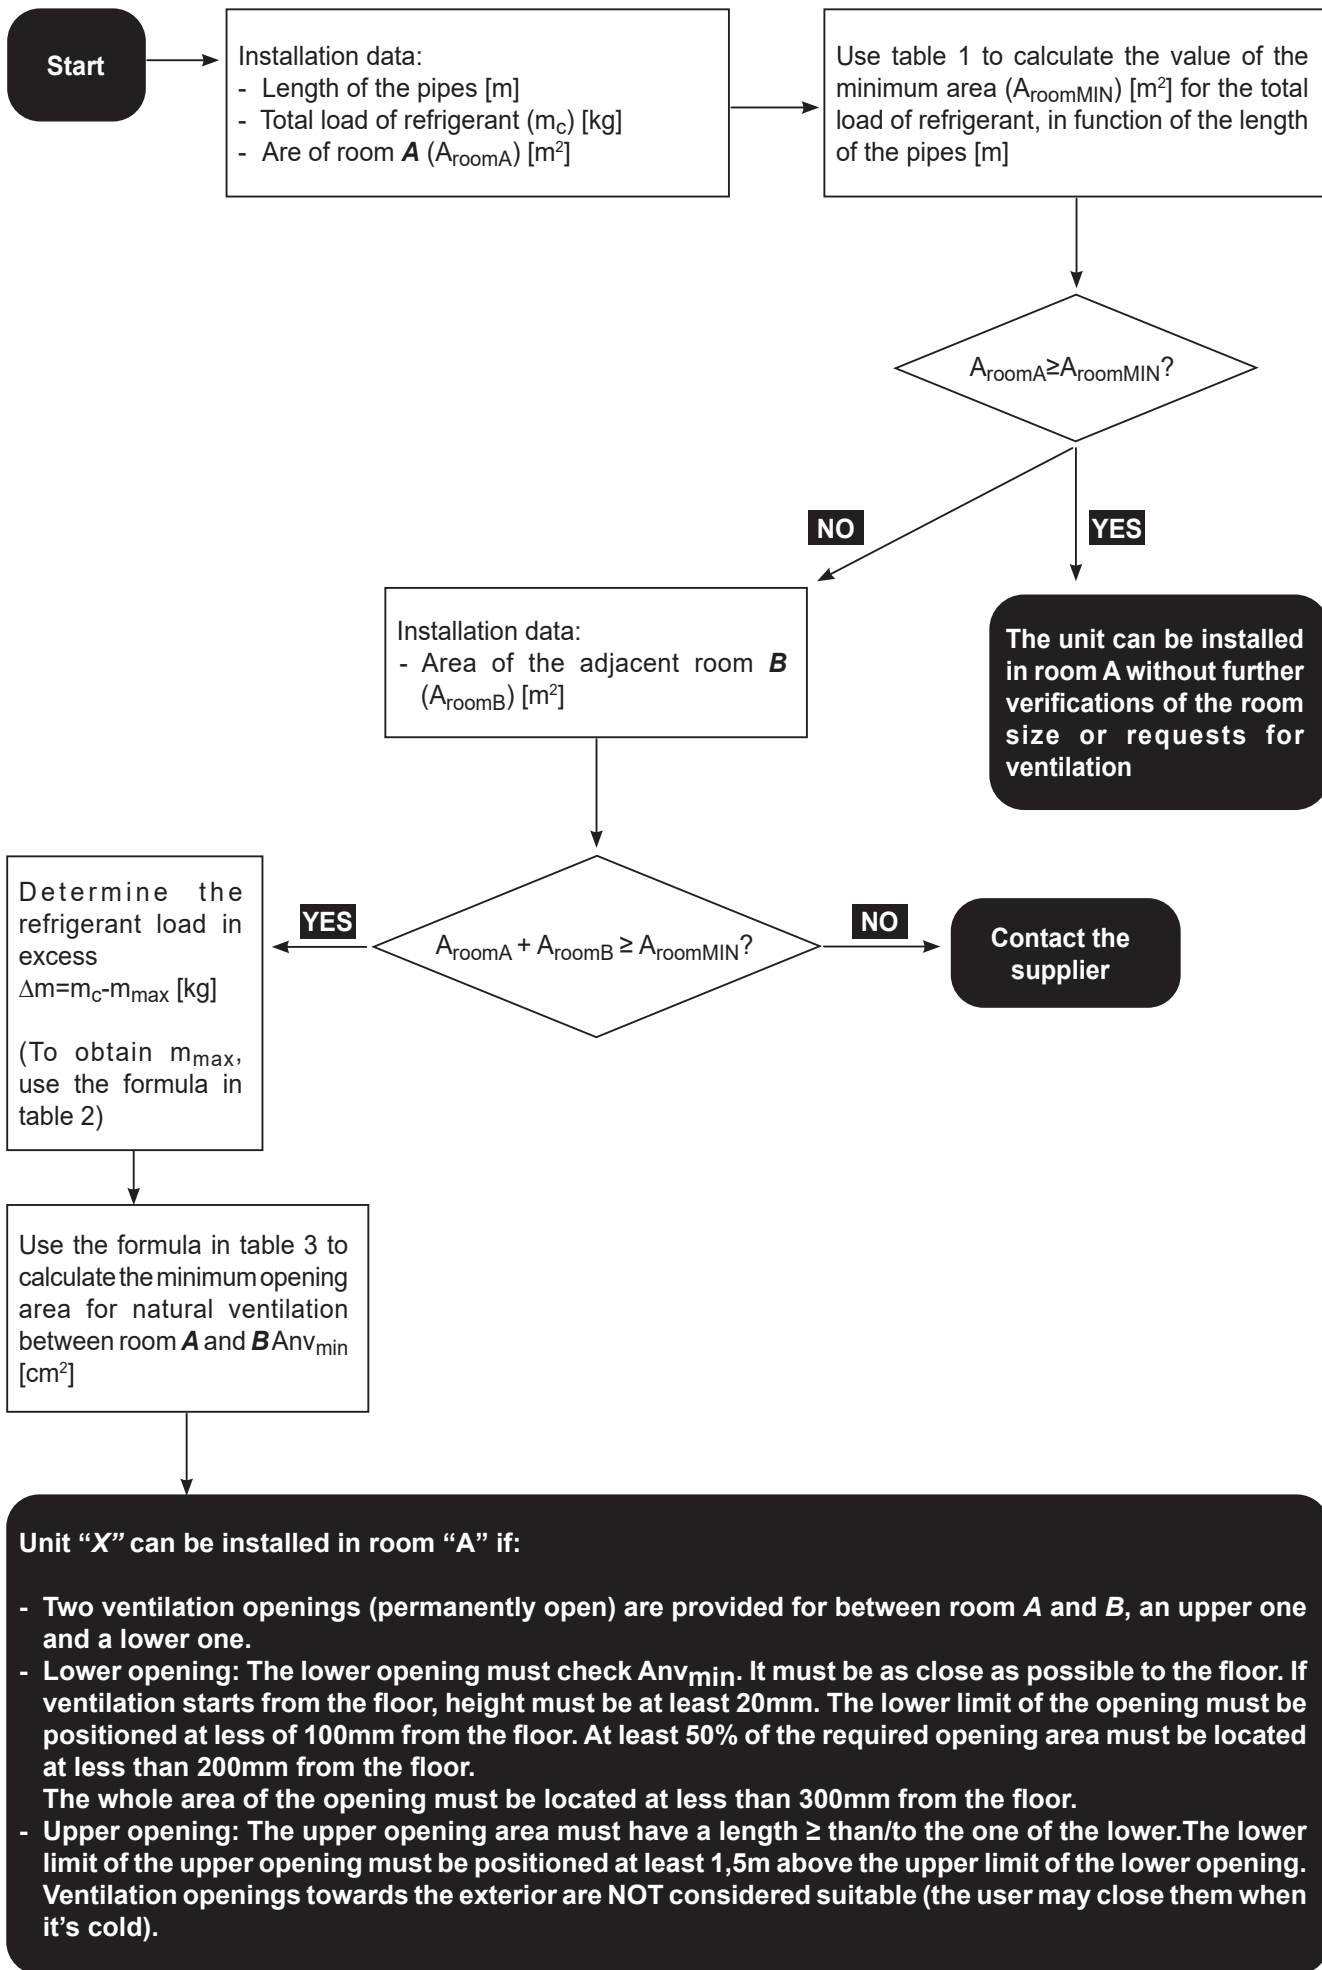 Start
Installation data:
- Length of the pipes [m]
- Total load of refrigerant (mc) [kg]
- Are of room A (AroomA) [m²]
Use table 1 to calculate the value of the
minimum area (AroomMIN) [m²] for the total
load of refrigerant, in function of the length
of the pipes [m]
AroomA≥AroomMIN?
NO
YES
Installation data:
- Area of the adjacent room B
(AroomB) [m²]
The unit can be installed
in room A without further
verifications of the room
size or requests for
ventilation
Determine the
refrigerant load in
excess
Δm=mc-mmax [kg]
(To obtain mmax,
use the formula in
table 2)
YES
AroomA + AroomB ≥ AroomMIN?
NO
Contact the
supplier
Use the formula in table 3 to
calculate the minimum opening
area for natural ventilation
between room A and B Anvmin
[cm²]
Unit “X” can be installed in room “A” if:
- Two ventilation openings (permanently open) are provided for between room A and B, an upper one
and a lower one.
- Lower opening: The lower opening must check Anvmin. It must be as close as possible to the floor. If
ventilation starts from the floor, height must be at least 20mm. The lower limit of the opening must be
positioned at less of 100mm from the floor. At least 50% of the required opening area must be located
at less than 200mm from the floor.
The whole area of the opening must be located at less than 300mm from the floor.
- Upper opening: The upper opening area must have a length ≥ than/to the one of the lower.The lower
limit of the upper opening must be positioned at least 1,5m above the upper limit of the lower opening.
Ventilation openings towards the exterior are NOT considered suitable (the user may close them when
it’s cold).